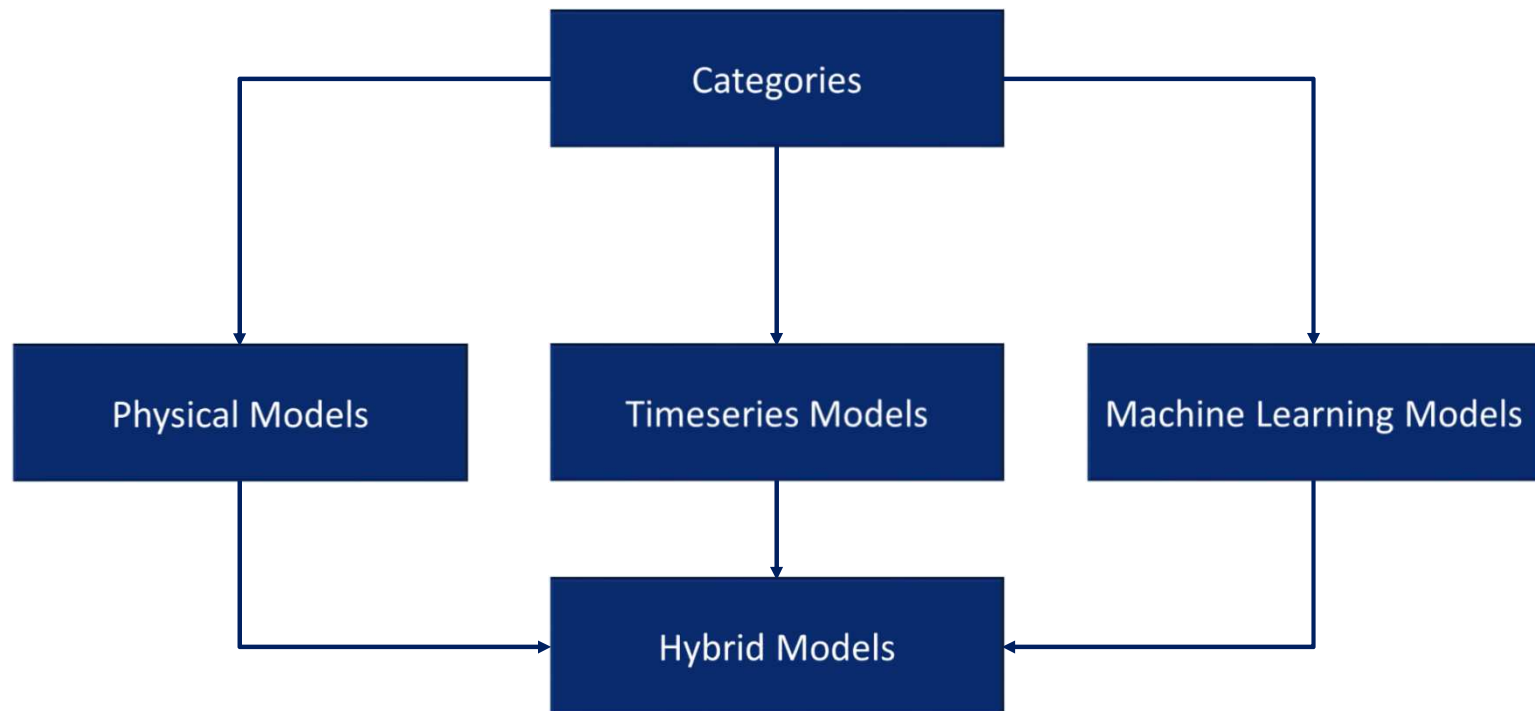 Categories
Physical Models
Timeseries Models
Machine Learning Models
Hybrid Models